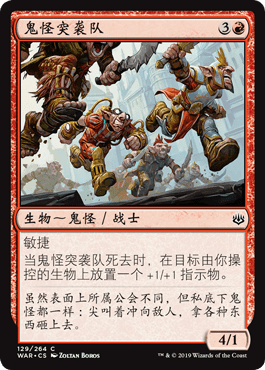 鬼怪突袭队 3
生物～鬼怪／战士
敏捷
当鬼怪突袭队死去时，在目标由你操
控的生物上放置一个 +1/+1 指示物。
虽然表面上所属公会不同，但私底下鬼
怪都一样：尖叫着冲向敌人，拿各种东
西砸上去。
4/1
129/264 C
WAR • CS ZOLTAN BOROS
™ & © 2019 Wizards of the Coast